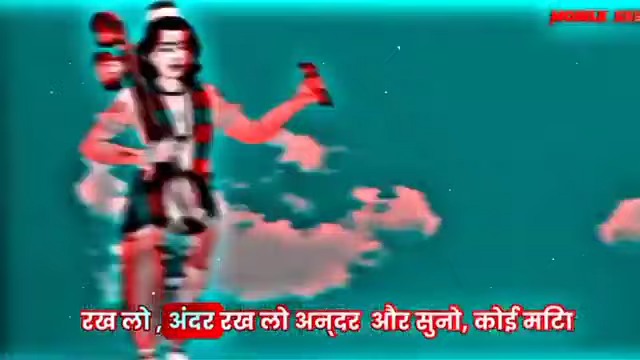 रख लो , अंदर रख लो अन्दर और सुनो, कोई मटाि